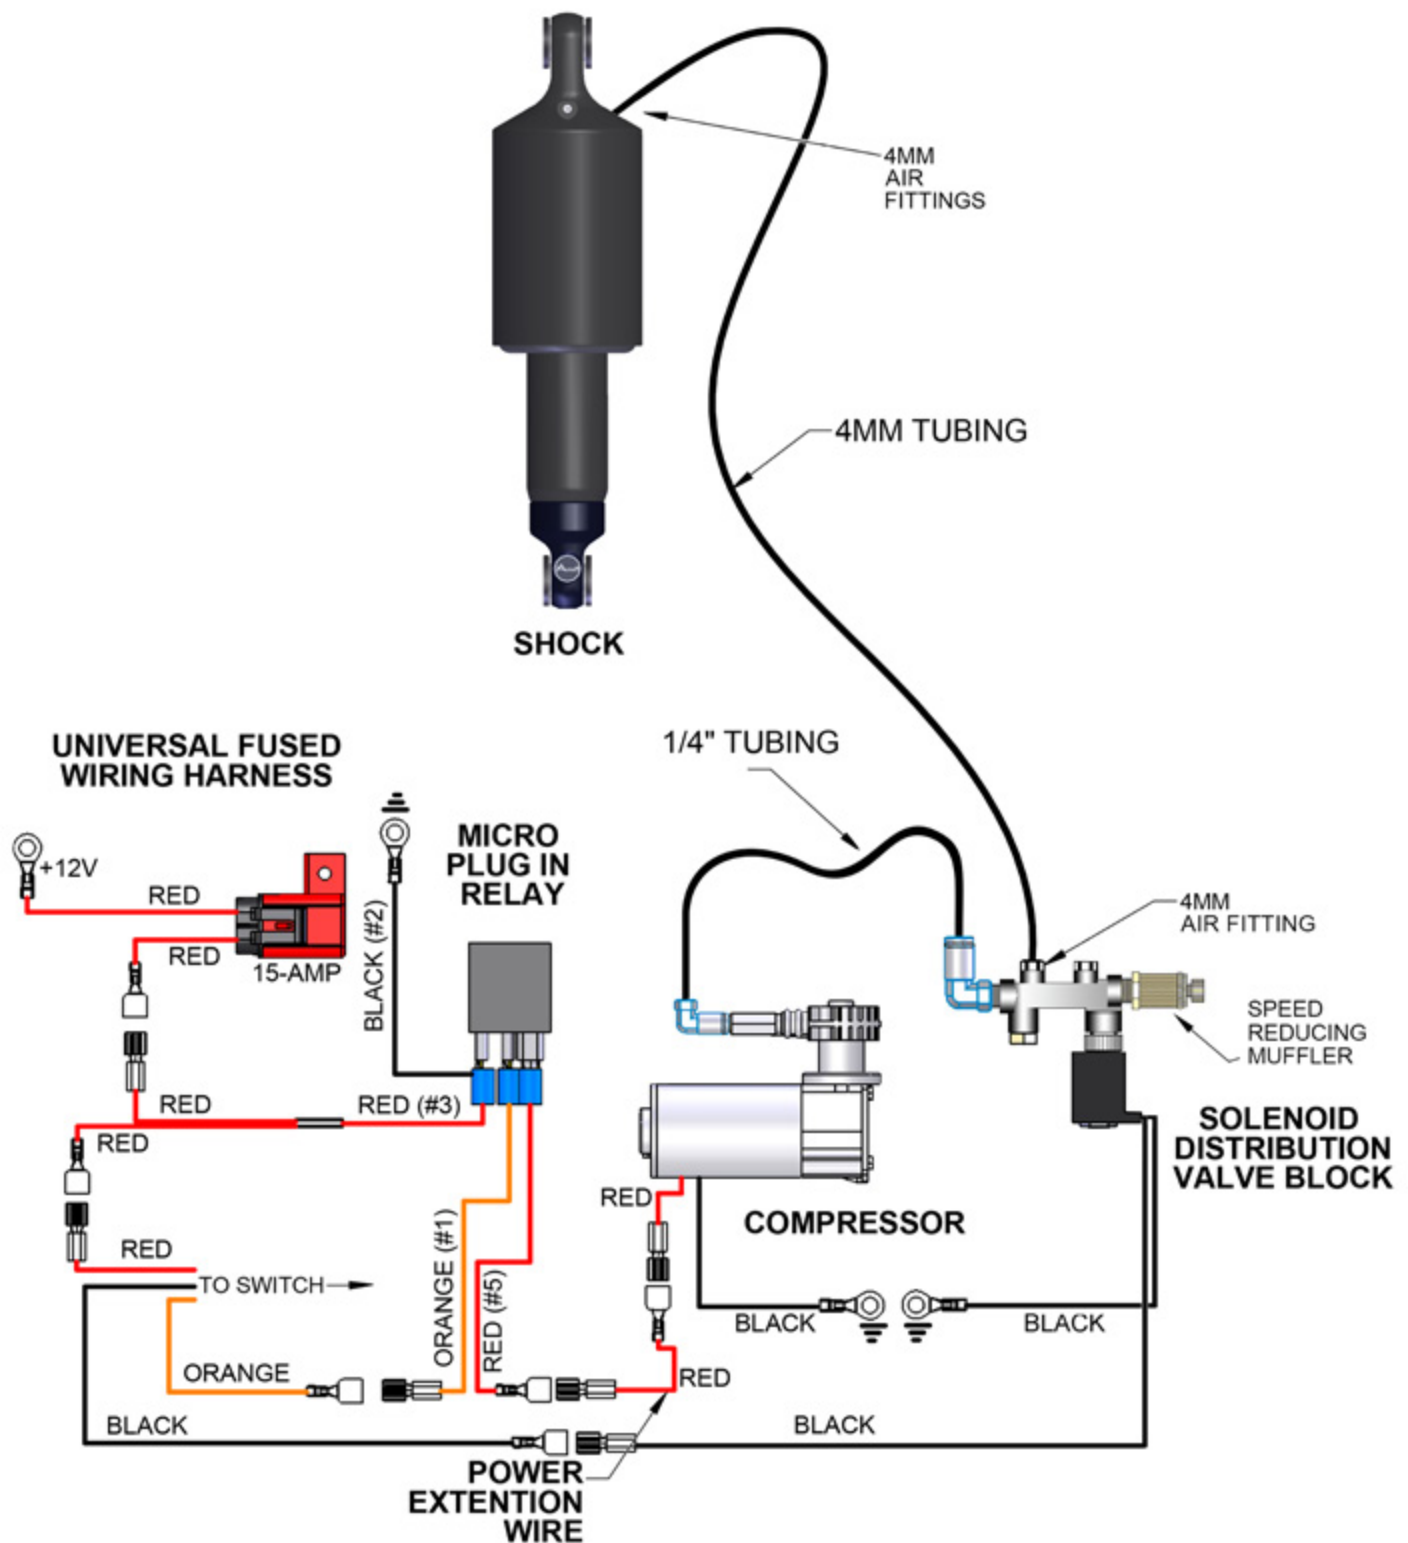 4MM
AIR
FITTINGS
4MM TUBING
SHOCK
UNIVERSAL FUSED
WIRING HARNESS
1/4" TUBING
+12V
RED
RED
15-AMP
BLACK (#2)
MICRO
PLUG IN
RELAY
4MM
AIR FITTING
SPEED
REDUCING
MUFFLER
RED
RED (#3)
RED
SOLENOID
DISTRIBUTION
VALVE BLOCK
RED
COMPRESSOR
RED
TO SWITCH
ORANGE (#1)
RED (#5)
BLACK
BLACK
ORANGE
RED
BLACK
BLACK
POWER
EXTENTION
WIRE